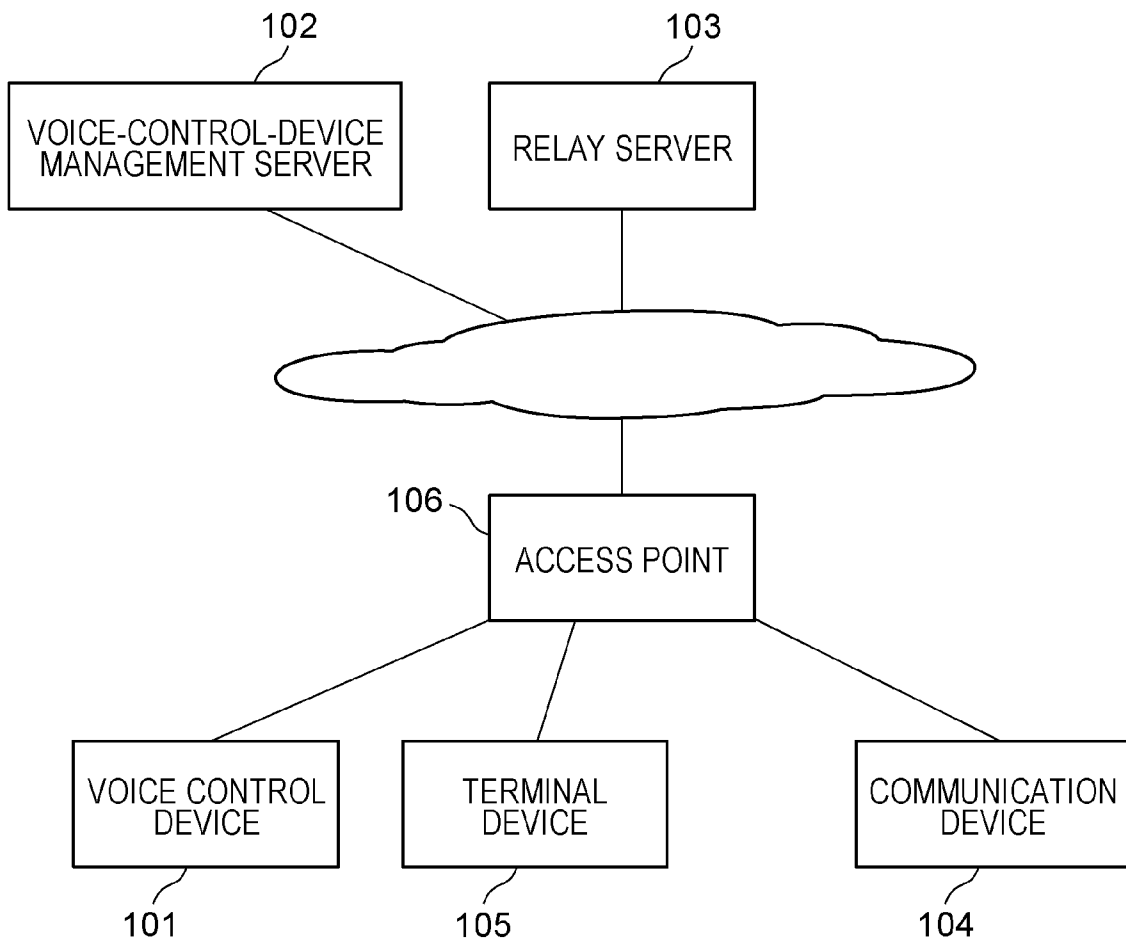 102
103
VOICE-CONTROL-DEVICE
MANAGEMENT SERVER
RELAY SERVER
106
ACCESS POINT
VOICE CONTROL
DEVICE
TERMINAL
DEVICE
COMMUNICATION
DEVICE
101
105
104